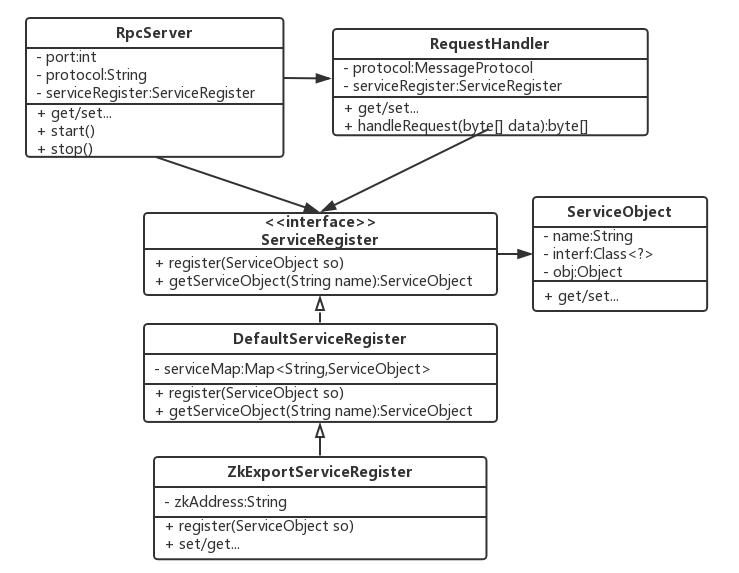 RpcServer
- port:int
- protocol:String
- serviceRegister:ServiceRegister
+ get/set...
+ start()
+ stop()
RequestHandler
- protocol:MessageProtocol
- serviceRegister:ServiceRegister
+ get/set...
+ handleRequest(byte[] data):byte[]
<<interface>>
ServiceRegister
+ register(ServiceObject so)
+ getServiceObject(String name):ServiceObject
ServiceObject
- name:String
- interf:Class<?>
- obj:Object
+ get/set...
DefaultServiceRegister
- serviceMap:Map<String,ServiceObject>
+ register(ServiceObject so)
+ getServiceObject(String name):ServiceObject
ZkExportServiceRegister
- zkAddress:String
+ register(ServiceObject so)
+ set/get...